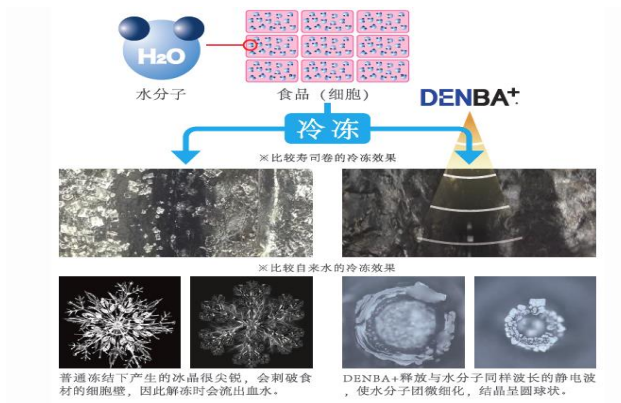 H₂O
水分子
食品（细胞）
DENBA+
冷冻
※比较寿司卷的冷冻效果
※比较自来水的冷冻效果
普通冻结下产生的冰晶很尖锐，会刺破食
材的细胞壁，因此解冻时会流出血水。
DENBA+释放与水分子同样波长的静电波
，使水分子团微细化，结晶呈圆球状。